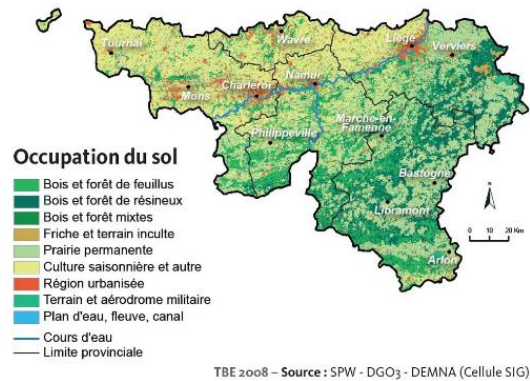 Tournai
Wavre
Liège
Verviers
Mons
Charleroi
Namur
Philippeville
Marche-en-
Famenne
Bastogne
Libramont
Arlon
Occupation du sol
Bois et forêt de feuillus
Bois et forêt de résineux
Bois et forêt mixtes
Friche et terrain inculte
Prairie permanente
Culture saisonnière et autre
Région urbanisée
Terrain et aérodrome militaire
Plan d'eau, fleuve, canal
Cours d'eau
Limite provinciale
N
0 10 20 Km
TBE 2008 – Source : SPW - DGO3 - DEMNA (Cellule SIG)